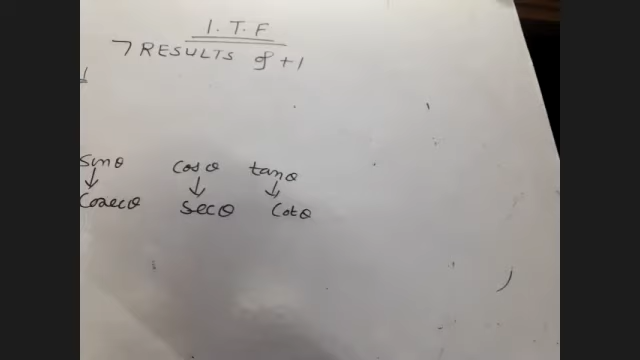 I. T. F
7 RESULTS of +1
sinθ cosθ tanθ
↓ ↓ ↓
Cosecθ Secθ Cotθ